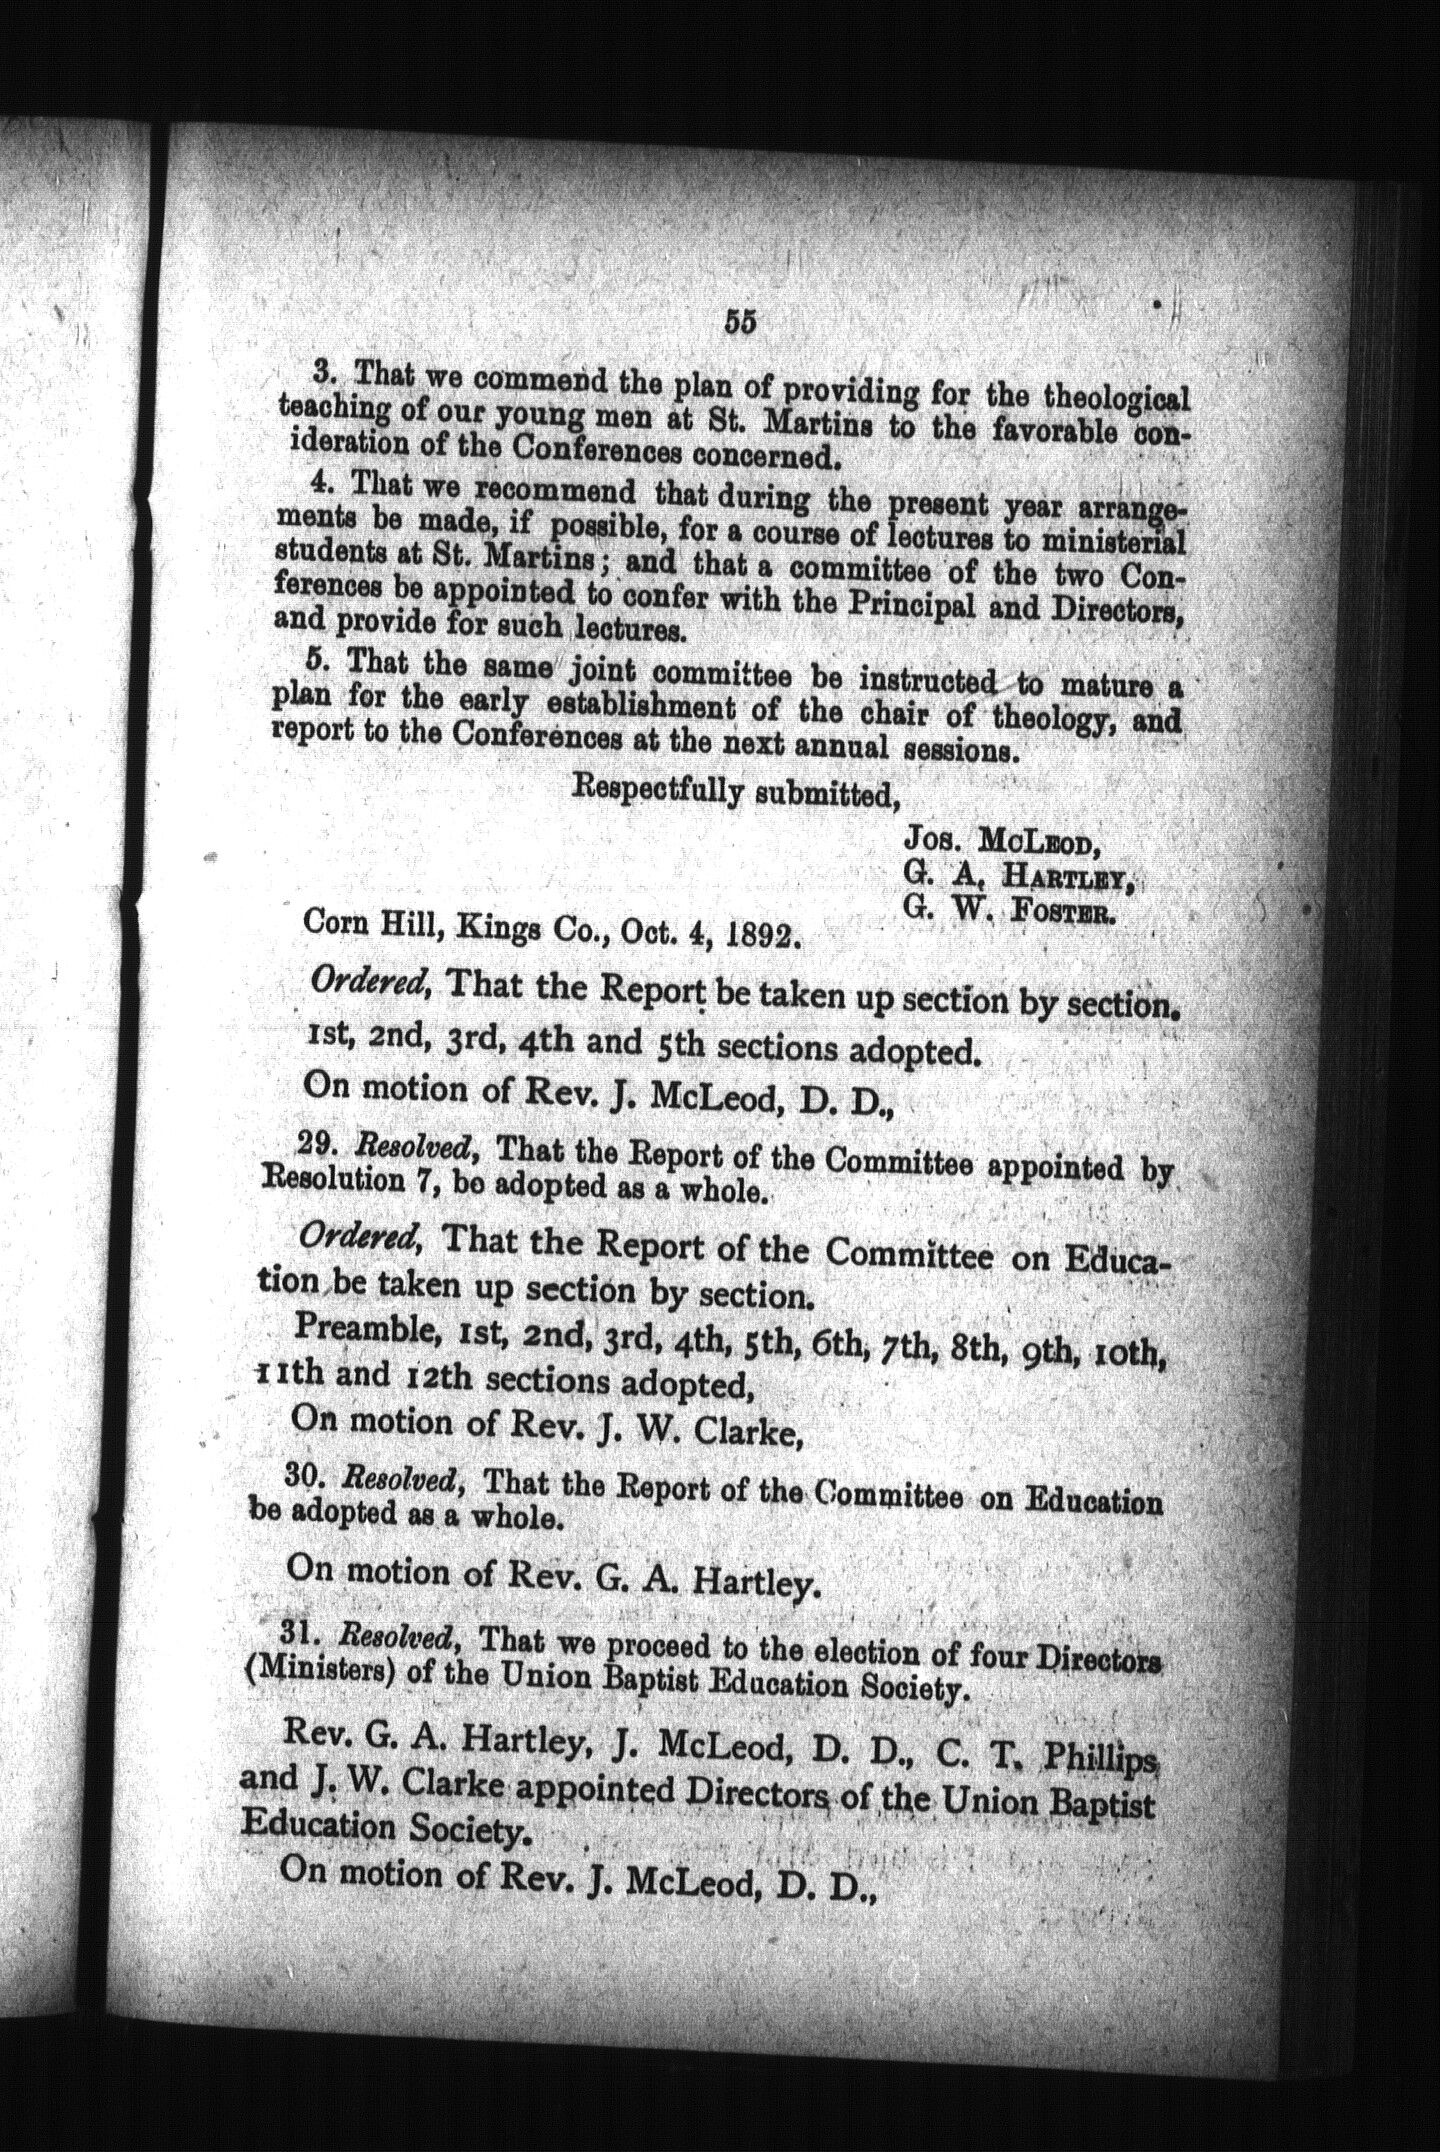 55
3. That we commend the plan of providing for the theological
teaching of our young men at St. Martins to the favorable con-
ideration of the Conferences concerned.
4. That we recommend that during the present year arrange-
ments be made, if possible, for a course of lectures to ministerial
students at St. Martins; and that a committee of the two Con-
ferences be appointed to confer with the Principal and Directors,
and provide for such lectures.
5. That the same joint committee be instructed to mature a
plan for the early establishment of the chair of theology, and
report to the Conferences at the next annual sessions.
Respectfully submitted,
Jos. McLeod,
G. A. Hartley,
G. W. Foster.
Corn Hill, Kings Co., Oct. 4, 1892.
Ordered, That the Report be taken up section by section.
1st, 2nd, 3rd, 4th and 5th sections adopted.
On motion of Rev. J. McLeod, D. D.,
29. Resolved, That the Report of the Committee appointed by
Resolution 7, be adopted as a whole.
Ordered, That the Report of the Committee on Educa-
tion be taken up section by section.
Preamble, 1st, 2nd, 3rd, 4th, 5th, 6th, 7th, 8th, 9th, 10th,
11th and 12th sections adopted,
On motion of Rev. J. W. Clarke,
30. Resolved, That the Report of the Committee on Education
be adopted as a whole.
On motion of Rev. G. A. Hartley.
31. Resolved, That we proceed to the election of four Directors
(Ministers) of the Union Baptist Education Society.
Rev. G. A. Hartley, J. McLeod, D. D., C. T. Phillips
and J. W. Clarke appointed Directors of the Union Baptist
Education Society.
On motion of Rev. J. McLeod, D. D.,